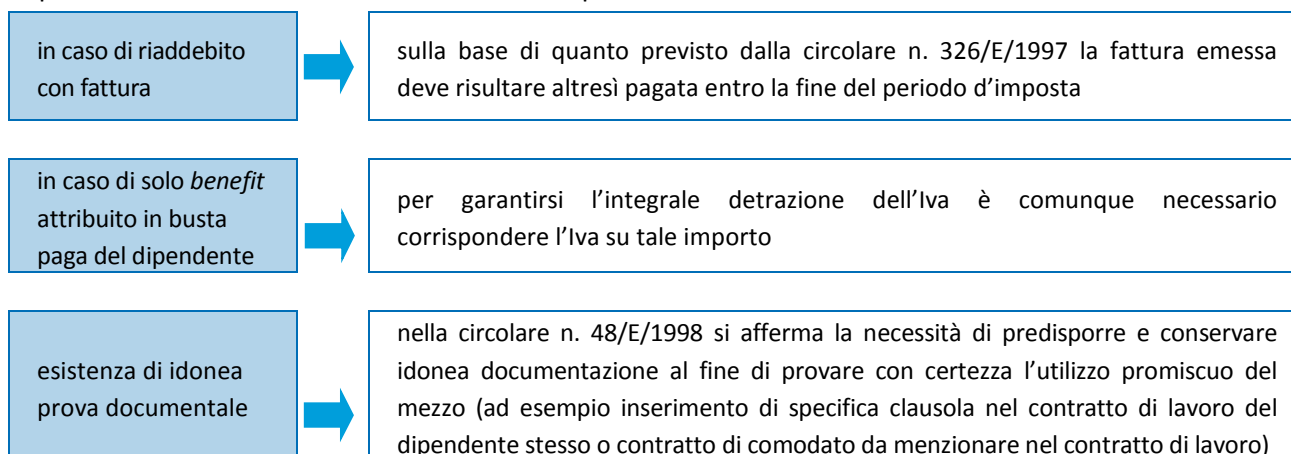 in caso di riaddebito
con fattura
sulla base di quanto previsto dalla circolare n. 326/E/1997 la fattura emessa
deve risultare altresì pagata entro la fine del periodo d’imposta
in caso di solo benefit
attribuito in busta
paga del dipendente
per garantirsi l’integrale detrazione dell’Iva è comunque necessario
corrispondere l’Iva su tale importo
esistenza di idonea
prova documentale
nella circolare n. 48/E/1998 si afferma la necessità di predisporre e conservare
idonea documentazione al fine di provare con certezza l’utilizzo promiscuo del
mezzo (ad esempio inserimento di specifica clausola nel contratto di lavoro del
dipendente stesso o contratto di comodato da menzionare nel contratto di lavoro)